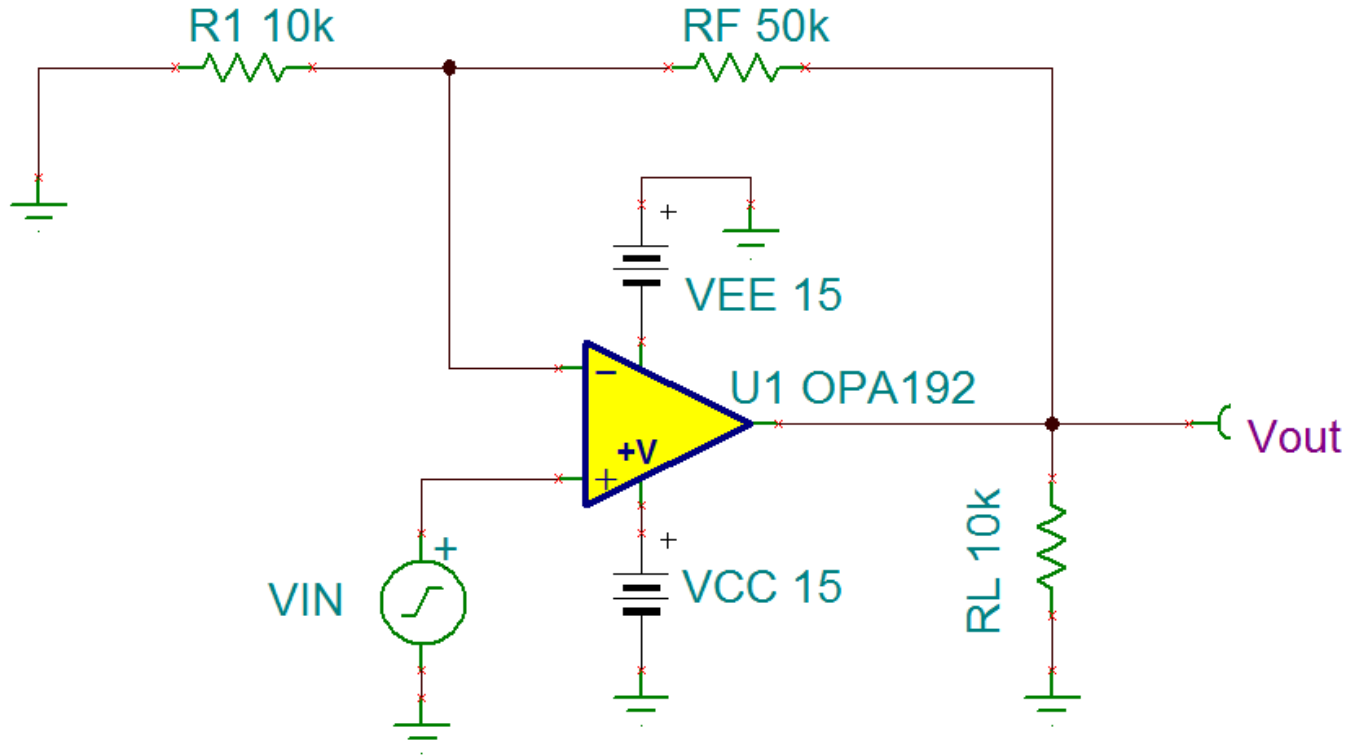 R1 10k
RF 50k
+
VEE 15
−
U1 OPA192
+V
+
Vout
+
VIN
+
VCC 15
RL 10k